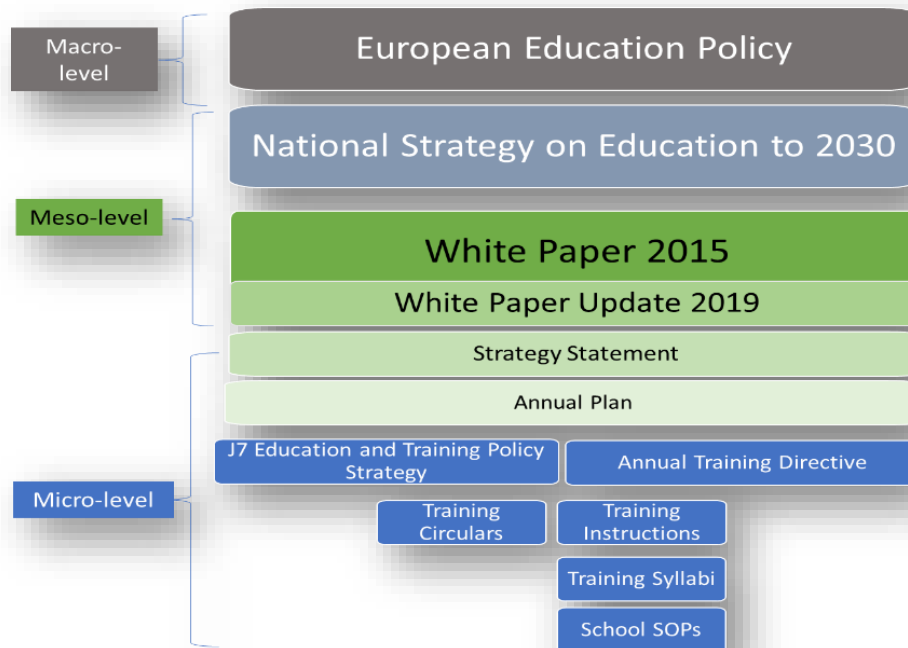 Macro-
level
European Education Policy
National Strategy on Education to 2030
Meso-level
White Paper 2015
White Paper Update 2019
Strategy Statement
Annual Plan
J7 Education and Training Policy
Strategy
Annual Training Directive
Micro-level
Training
Circulars
Training
Instructions
Training Syllabi
School SOPs